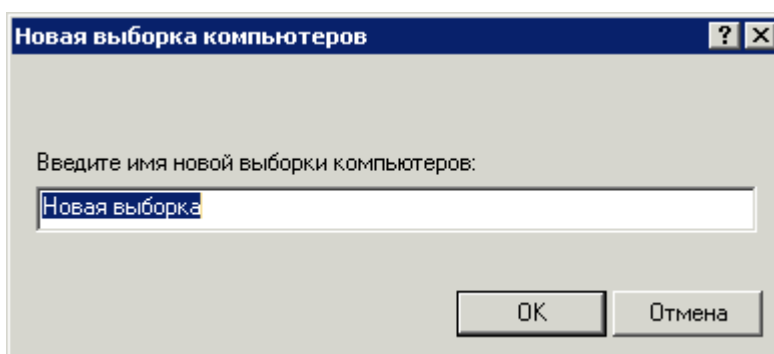 Новая выборка компьютеров
Введите имя новой выборки компьютеров:
Новая выборка
OK Отмена